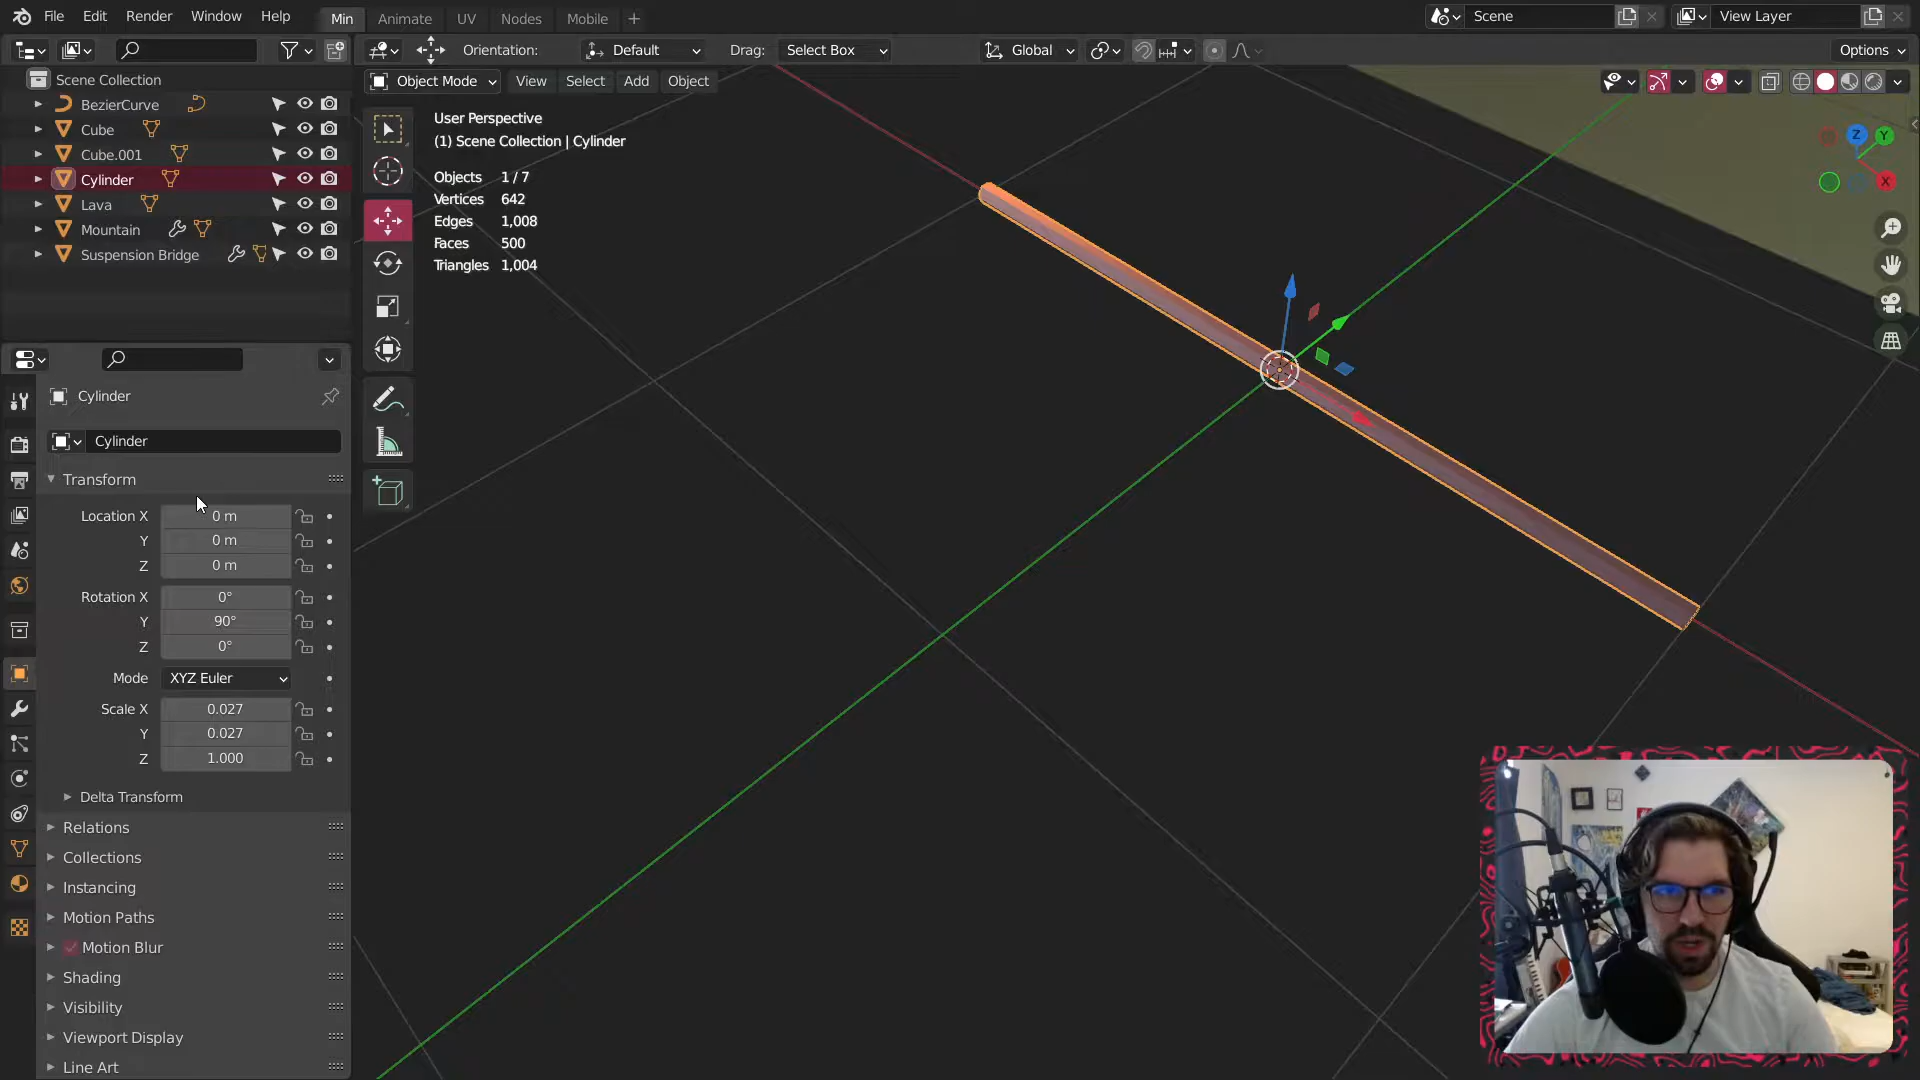 File Edit Render Window Help Min Animate UV Nodes Mobile + Scene View Layer
Orientation: Default Drag: Select Box Global Options
Scene Collection
BezierCurve
Cube
Cube.001
Cylinder
Lava
Mountain
Suspension Bridge
Object Mode View Select Add Object
User Perspective
(1) Scene Collection | Cylinder
Objects 1 / 7
Vertices 642
Edges 1,008
Faces 500
Triangles 1,004
Z
Y
X
Cylinder
Cylinder
Transform
Location X 0 m
Y 0 m
Z 0 m
Rotation X 0°
Y 90°
Z 0°
Mode XYZ Euler
Scale X 0.027
Y 0.027
Z 1.000
Delta Transform
Relations
Collections
Instancing
Motion Paths
Motion Blur
Shading
Visibility
Viewport Display
Line Art